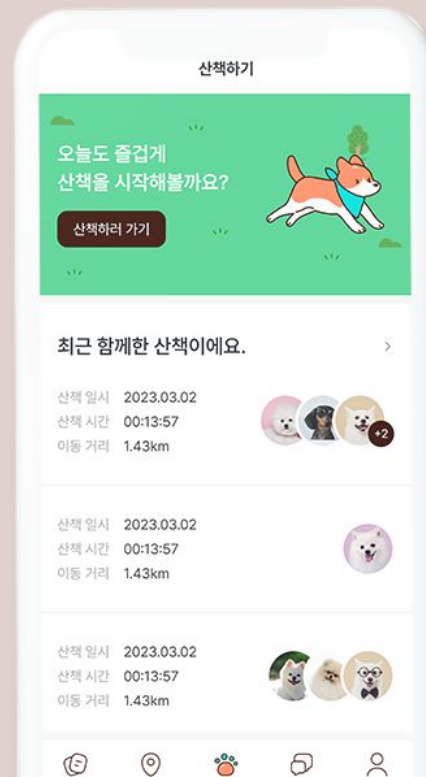 산책하기
오늘도 즐겁게
산책을 시작해볼까요?
산책하러 가기
최근 함께한 산책이에요.
산책 일시 2023.03.02
산책 시간 00:13:57
이동 거리 1.43km
+2
산책 일시 2023.03.02
산책 시간 00:13:57
이동 거리 1.43km
산책 일시 2023.03.02
산책 시간 00:13:57
이동 거리 1.43km